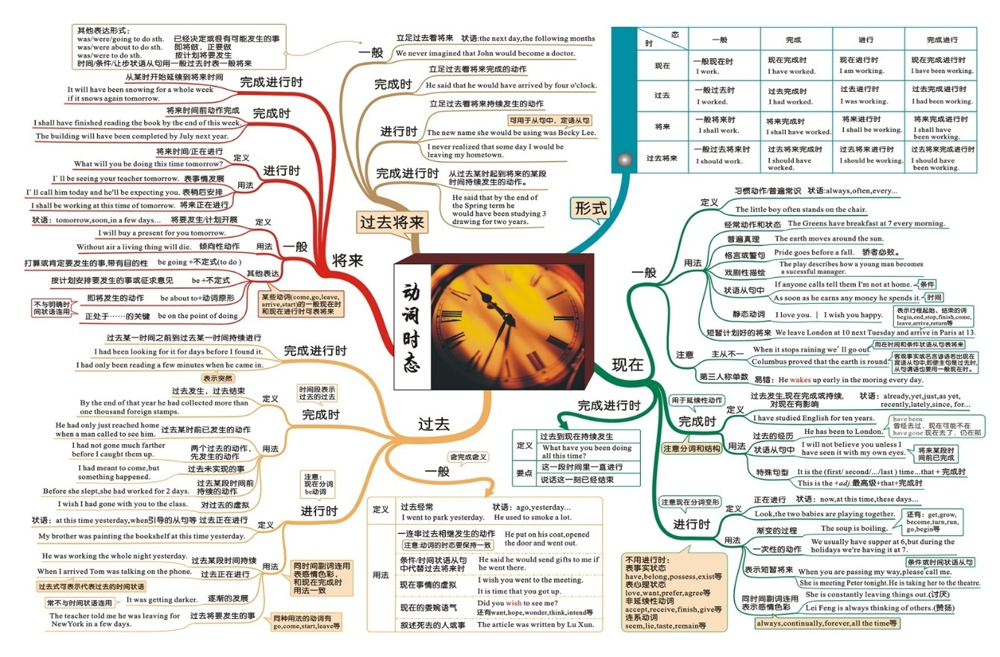 动词时态
形式
时
态
一般
完成
进行
完成进行
现在
一般现在时
I work.
现在完成时
I have worked.
现在进行时
I am working.
现在完成进行时
I have been working.
过去
一般过去时
I worked.
过去完成时
I had worked.
过去进行时
I was working.
过去完成进行时
I had been working.
将来
一般将来时
I shall work.
将来完成时
I shall have worked.
将来进行时
I shall be working.
将来完成进行时
I shall have
been working.
过去将来
一般过去将来时
I should work.
过去将来完成时
I should have
worked.
过去将来进行时
I should be working.
过去将来完成进行时
I should have
been working.
过去将来
一般
立足过去看将来 状语:the next day,the following months
We never imagined that John would become a doctor.
其他表达形式：
was/were/going to do sth. 已经决定或很有可能发生的事
was/were about to do sth. 即将做，正要做
was/were to do sth. 按计划将要发生
时间/条件/让步状语从句用一般过去时表一般将来
完成时
立足过去看将来完成的动作
He said that he would have arrived by four o'clock.
进行时
立足过去看将来持续发生的动作
可用于从句中，定语从句
The new name she would be using was Becky Lee.
I never realized that some day I would be
leaving my hometown.
完成进行时
从过去某时起到将来的某段
时间持续发生的动作。
He said that by the end of
the Spring term he
would have been studying 3
drawing for two years.
将来
完成进行时
从某时开始延续到将来时间
It will have been snowing for a whole week
if it snows again tomorrow.
完成时
将来时间前动作完成
I shall have finished reading the book by the end of this week.
The building will have been completed by July next year.
进行时
定义
将来时间/正在进行
What will you be doing this time tomorrow?
用法
I' ll be seeing your teacher tomorrow. 表事情发展
I' ll call him today and he'll be expecting you. 表稍后安排
I shall be working at this time of tomorrow. 将来正在进行
一般
定义
状语：tomorrow,soon,in a few days... 将要发生/计划开展
I will buy a present for you tomorrow.
用法
Without air a living thing will die. 倾向性动作
其他表达
打算或肯定要发生的事,带有目的性 be going +不定式(to do )
按计划安排要发生的事或征求意见 be +不定式
即将发生的动作 be about to+动词原形
正处于……的关键 be on the point of doing
不与明确时
间状语连用
某些动词(come,go,leave,
arrive,start)的一般现在时
和现在进行时可表将来
过去
完成进行时
过去某一时间之前到过去某一时间持续进行
I had been looking for it for days before I found it.
I had only been reading a few minutes when he came in.
表示突然
完成时
时间段表示
过去的过去
定义
过去发生，过去结束
By the end of the year he had collected more than
one thousand foreign stamps.
用法
He had only just reached home
when a man called to see him.
过去某时前已发生的动作
I had not gone much farther
before I caught them up.
两个过去的动作，
先发生的动作
I had meant to come,but
something happened.
过去未实现的事
Before she slept,she had worked for 2 days.
过去某段时间前
持续的动作
I wish I had gone with you to the class. 对过去的虚拟
进行时
注意：
现在分词
be动词
定义
状语：at this time yesterday,when引导的从句等 过去正在进行
My brother was painting the bookshelf at this time yesterday.
用法
He was working the whole night yesterday. 过去某段时间持续
When I arrived Tom was talking on the phone. 过去正在进行
过去式可表示代表过去的时间状语
常不与时间状语连用
It was getting darker. 逐渐的发展
The teacher told me he was leaving for
NewYork in a few days.
过去将要发生的事
同时间副词连用
表感情色彩，
和现在完成时
用法一致
同种用法的动词有
go,come,start,leave等
一般
含完成含义
定义
过去经常 状语：ago,yesterday...
I went to park yesterday. He used to smoke a lot.
用法
一连串过去相继发生的动作
注意:动词的时态要保持一致
He put on his coat,opened
the door and went out.
条件/时间状语从句
中代替过去将来时
He said he would send gifts to me if
he went there.
现在事情的虚拟
I wish you went to the meeting.
It is time that you got up.
现在的委婉语气
Did you wish to see me?
还有want,hope,wonder,think,intend等
叙述死去的人或事 The article was written by Lu Xun.
现在
一般
定义
习惯动作/普遍常识 状语:always,often,every...
The little boy often stands on the chair.
用法
经常动作和状态 The Greens have breakfast at 7 every morning.
普遍真理 The earth moves around the sun.
格言或警句 Pride goes before a fall. 骄者必败。
戏剧性描绘
The play describes how a young man becomes
a sucessful manager.
状语从句中
If anyone calls tell them I'm not at home. 条件
As soon as he earns any money he spends it. 时间
静态动词 I love you. | I wish you happy.
表示行程起始、结束的词
begin,end,stop,finish,come,
leave,arrive,return等
短暂计划好的将来 We leave London at 10 next Tuesday and arrive in Paris at 13.
注意
主从不一
When it stops raining we' ll go out.
用在时间和条件状语从句表将来
Columbus proved that the earth is round.
客观事实或名言谚语若出现在
宾语从句中,即使主句是过去时,
从句谓语也要用一般现在时。
第三人称单数 易错：He wakes up early in the moring every day.
完成进行时
定义
过去到现在持续发生
What have you been doing
all this time?
要点
这一段时间里一直进行
说话这一刻已经结束
完成时
用于延续性动作
注意分词和结构
定义
过去发生,现在完成或持续,
对现在有影响
状语：already,yet,just,as yet,
recently,lately,since, for...
I have studied English for ten years.
用法
过去的经历 He has been to London.
have been:
曾经去过，现在可能不在
have gone 现在去了，仍在那
状语从句中
I will not believe you unless I
have seen it with my own eyes.
将来某段时
间前已完成
特殊句型
It is the (first/ second/.../last ) time...that + 完成时
This is the +adj.最高级+that+完成时
进行时
注意现在分词变形
定义
正在进行 状语：now,at this time,these days...
Look,the two babies are playing together.
用法
渐变的过程 The soup is boiling.
还有：get,grow,
become,turn,run,
go,begin等
一次性的动作
We usually have supper at 6,but during the
holidays we're having it at 7.
表示短暂将来
条件或时间状语从句
When you are passing my way,please call me.
She is meeting Peter tonight.He is taking her to the theatre.
同时间副词连用
表示感情色彩
She is constantly leaving things out.(讨厌)
Lei Feng is always thinking of others.(赞扬)
always,continually,forever,all the time等
不用进行时：
表事实状态
have,belong,possess,exist等
表心理状态
love,want,prefer,agree等
非延续性动词
accept,receive,finish,give等
连系动词
seem,lie,taste,remain等